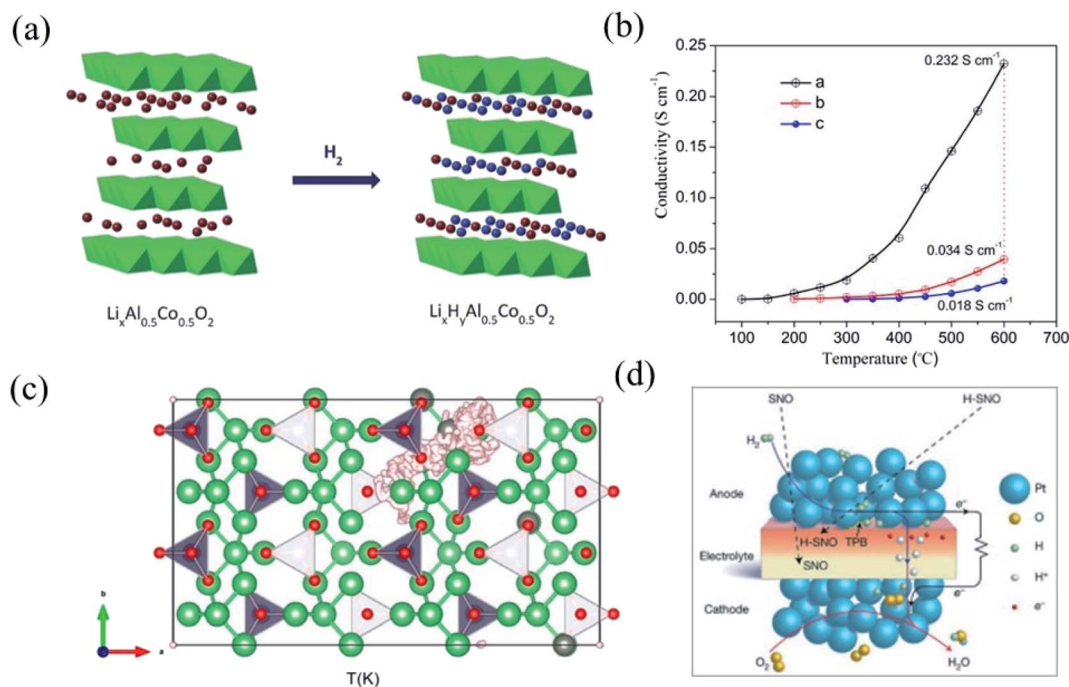 (a)
H₂
LiₓAl₀.₅Co₀.₅O₂
LiₓHᵧAl₀.₅Co₀.₅O₂
(b)
Conductivity (S cm⁻¹)
0.25
0.20
0.15
0.10
0.05
0.00
a
b
c
0.232 S cm⁻¹
0.034 S cm⁻¹
0.018 S cm⁻¹
100 200 300 400 500 600 700
Temperature (°C)
(c)
b
a
T(K)
(d)
SNO
H-SNO
H₂
Anode
e⁻
H-SNO TPB
Electrolyte
SNO
Cathode
e⁻
O₂
H₂O
Pt
O
H
H⁺
e⁻